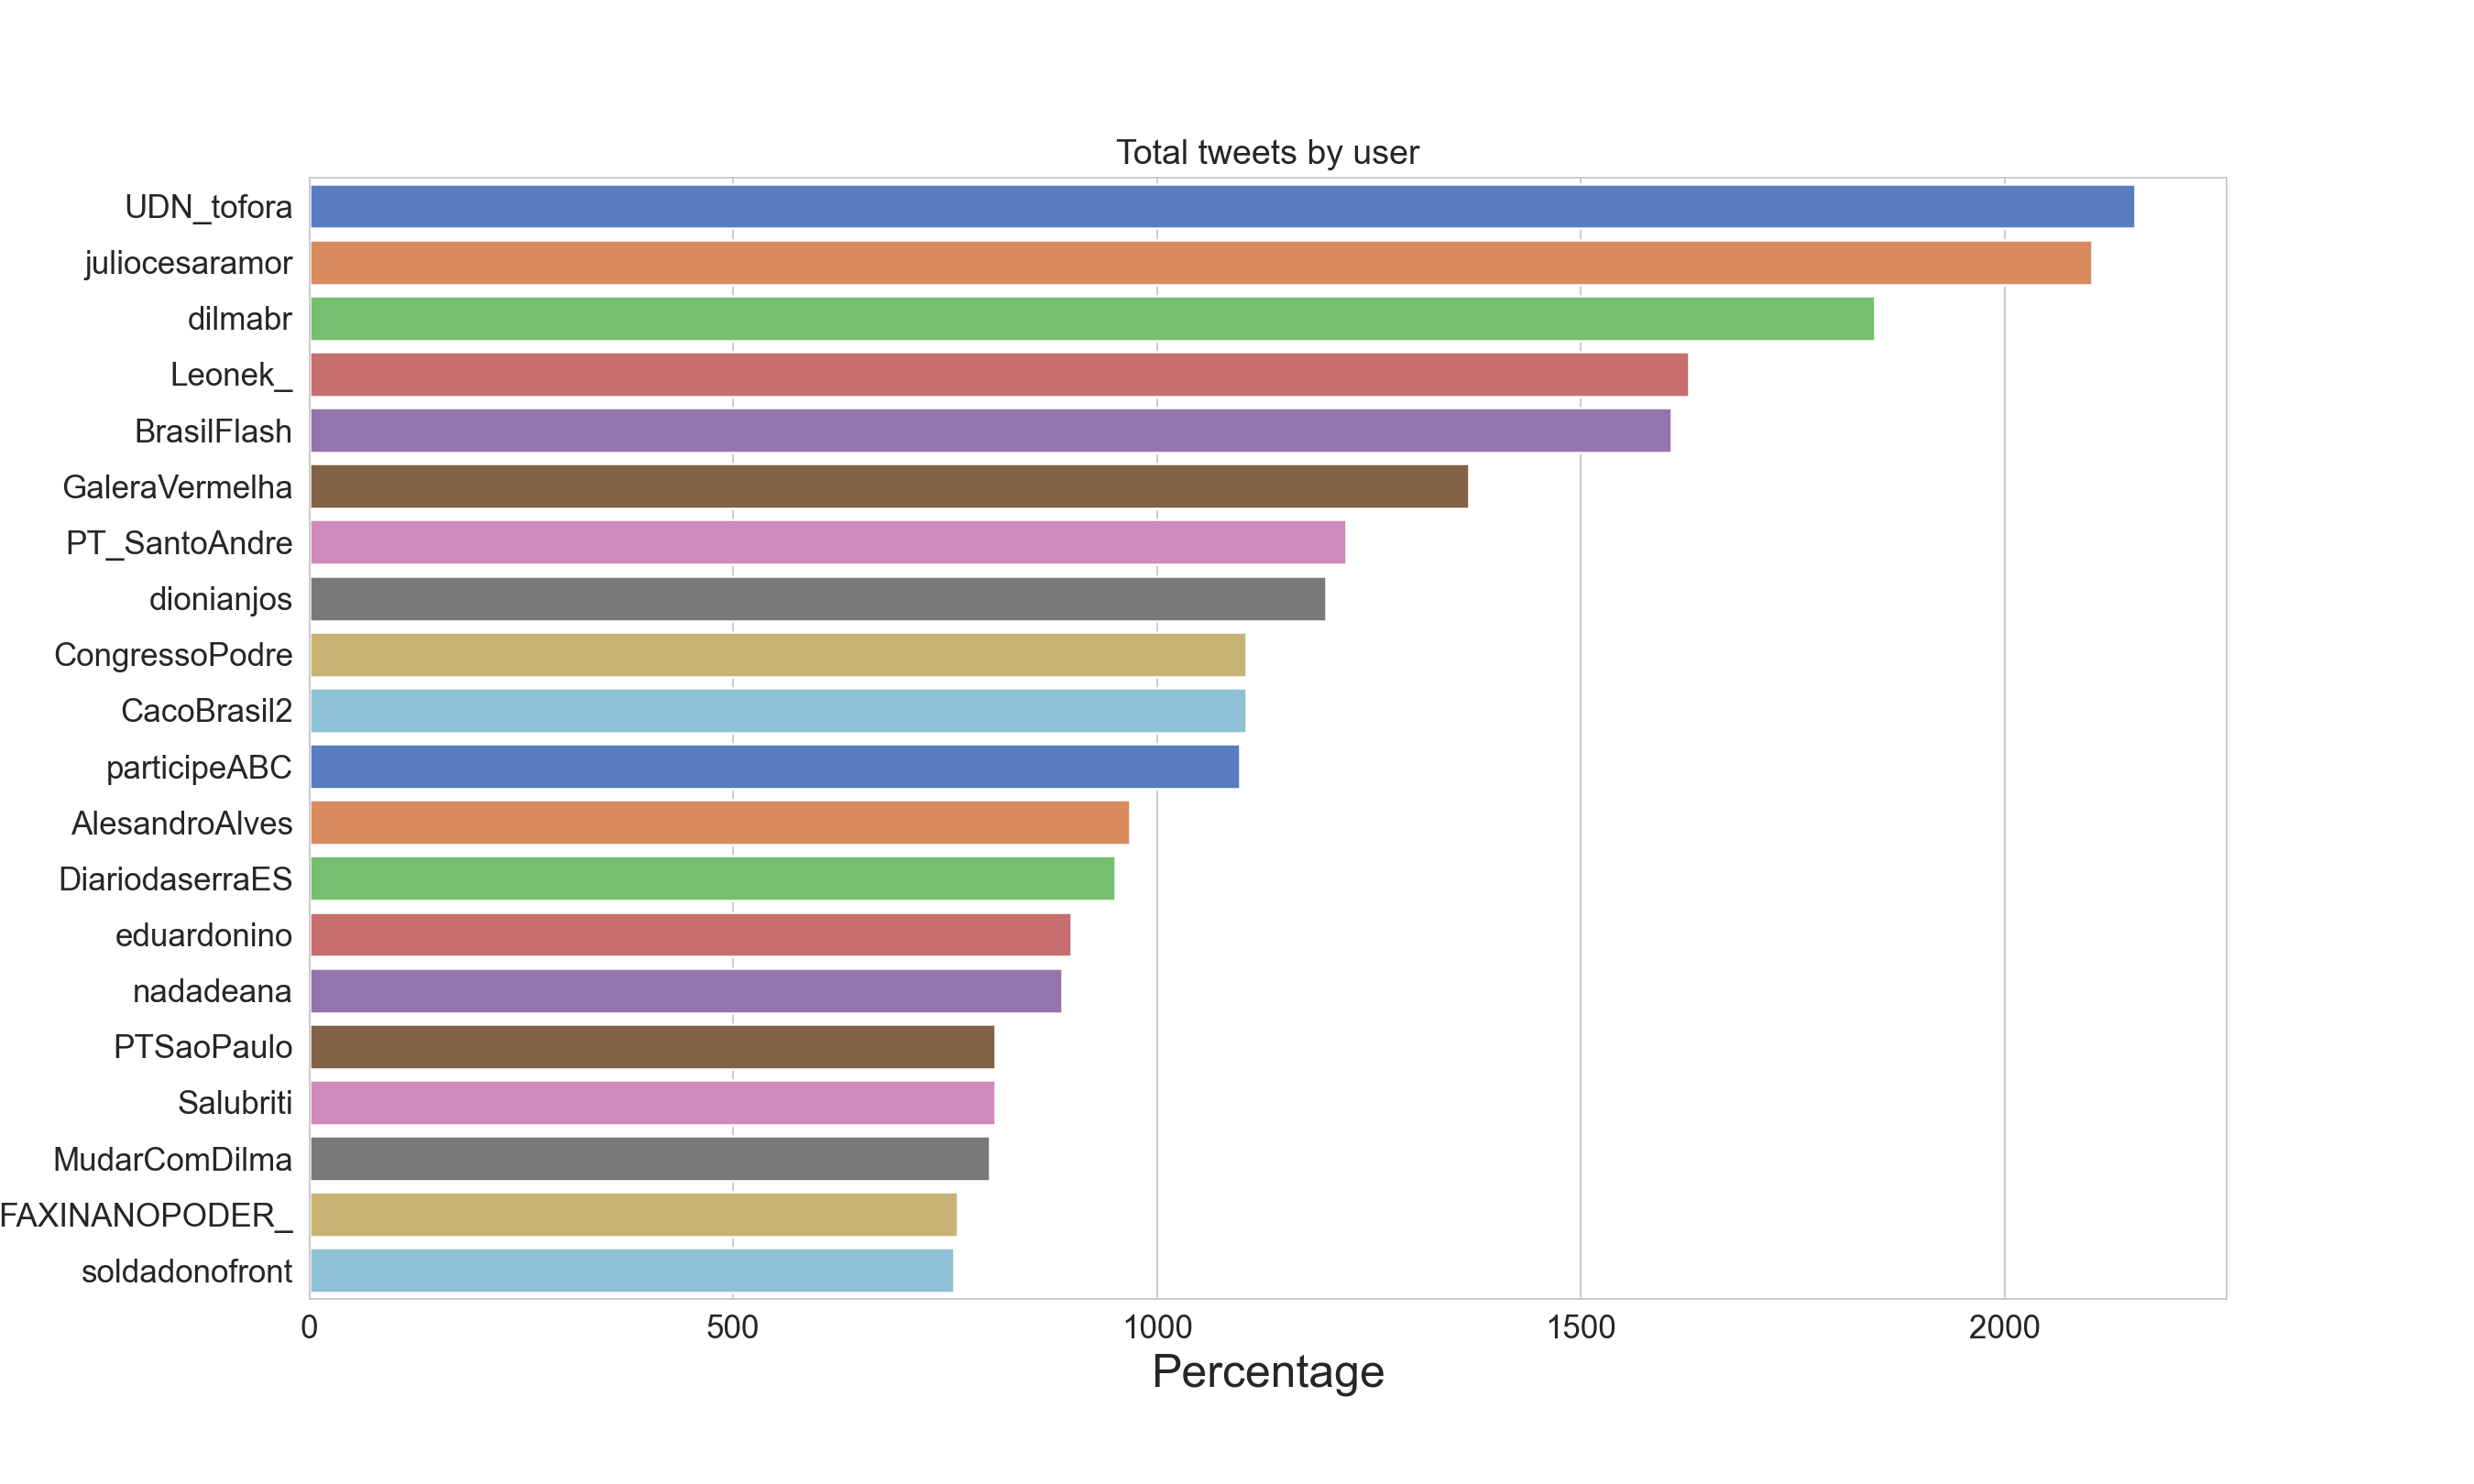 Total tweets by user
UDN_tofora
juliocesaramor
dilmabr
Leonek_
BrasilFlash
GaleraVermelha
PT_SantoAndre
dionianjos
CongressoPodre
CacoBrasil2
participeABC
AlesandroAlves
DiariodaserraES
eduardonino
nadadeana
PTSaoPaulo
Salubriti
MudarComDilma
FAXINANOPODER_
soldadonofront
0 500 1000 1500 2000
Percentage